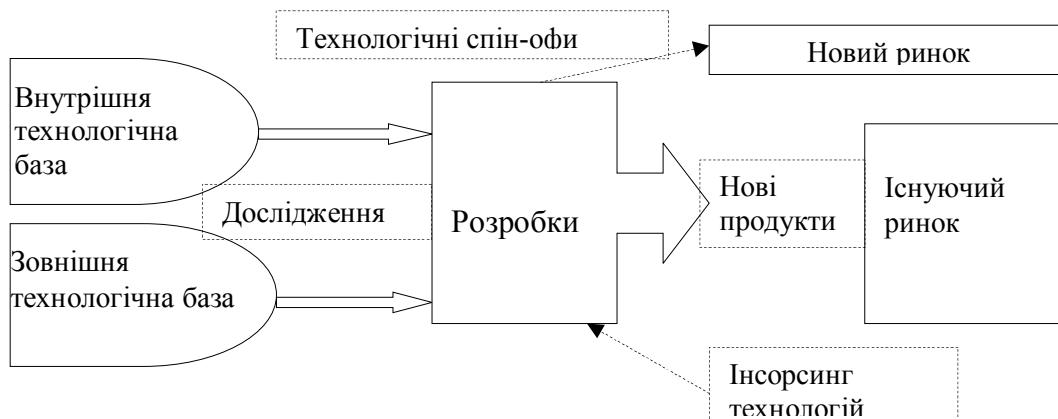 Технологічні спін-офи
Новий ринок
Внутрішня
технологічна
база
Дослідження
Розробки
Нові
продукти
Існуючий
ринок
Зовнішня
технологічна база
Інсорсинг
технологій